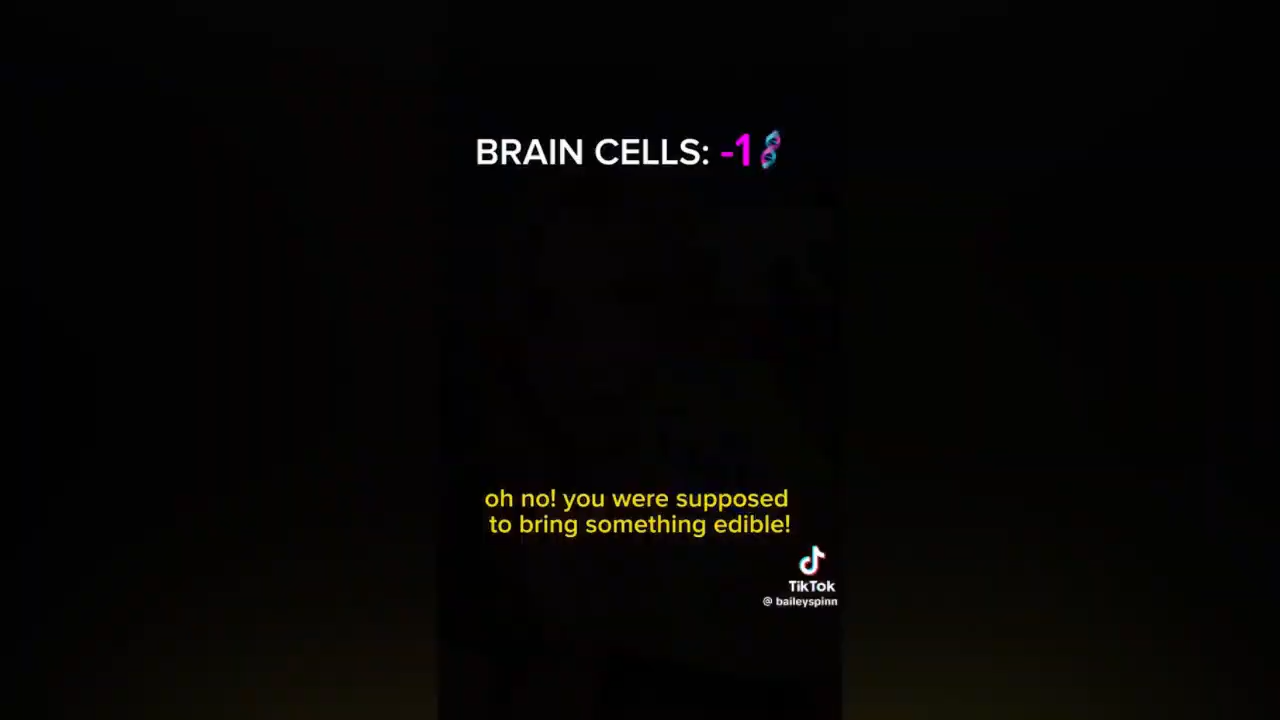 BRAIN CELLS: -1🧬
oh no! you were supposed
to bring something edible!
TikTok
@ baileyspinn